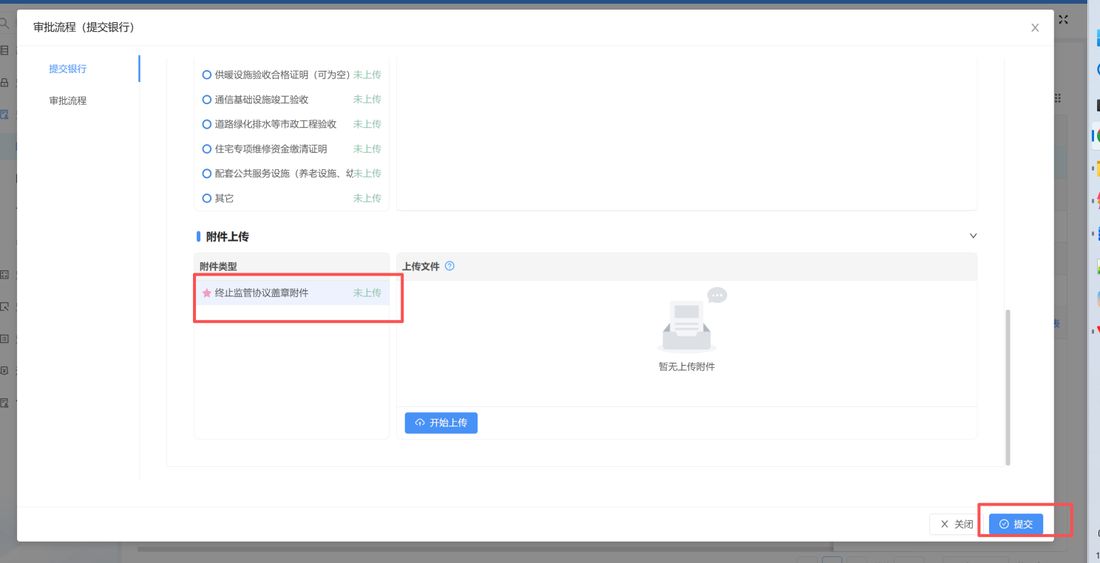 审批流程（提交银行）
提交银行
审批流程
供暖设施验收合格证明（可为空） 未上传
通信基础设施竣工验收 未上传
道路绿化排水等市政工程验收 未上传
住宅专项维修资金缴清证明 未上传
配套公共服务设施（养老设施、幼 未上传
其它 未上传
附件上传
附件类型
上传文件
终止监管协议盖章附件 未上传
暂无上传附件
开始上传
关闭
提交